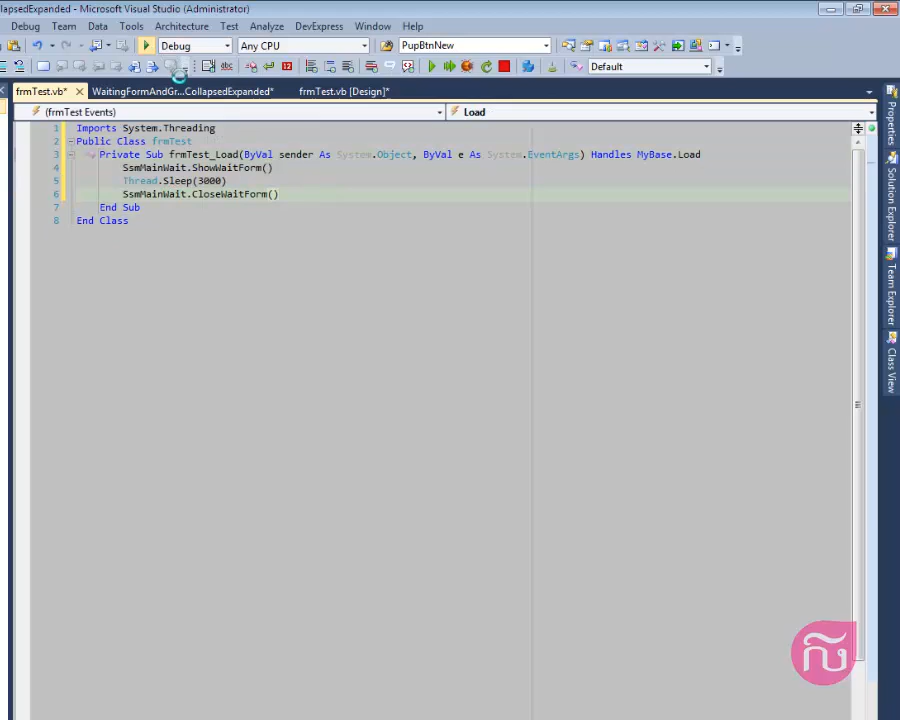 lapsedExpanded - Microsoft Visual Studio (Administrator)
Debug Team Data Tools Architecture Test Analyze DevExpress Window Help
Debug Any CPU PupBtnNew
abc 12 Default
frmTest.vb* WaitingFormAndGr...CollapsedExpanded* frmTest.vb [Design]*
(frmTest Events) Load
1 Imports System.Threading
2 Public Class frmTest
3 Private Sub frmTest_Load(ByVal sender As System.Object, ByVal e As System.EventArgs) Handles MyBase.Load
4 SsmMainWait.ShowWaitForm()
5 Thread.Sleep(3000)
6 SsmMainWait.CloseWaitForm()
7 End Sub
8 End Class
Properties
Solution Explorer
Team Explorer
Class View